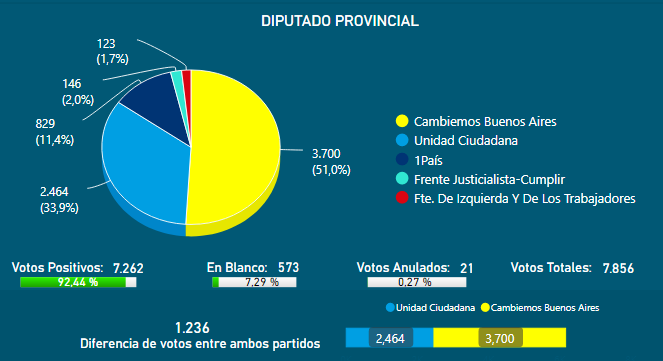 DIPUTADO PROVINCIAL
123
(1,7%)
146
(2,0%)
829
(11,4%)
2.464
(33,9%)
3.700
(51,0%)
Cambiemos Buenos Aires
Unidad Ciudadana
1País
Frente Justicialista-Cumplir
Fte. De Izquierda Y De Los Trabajadores
Votos Positivos: 7.262
92,44 %
En Blanco: 573
7.29 %
Votos Anulados: 21
0,27 %
Votos Totales: 7.856
Unidad Ciudadana Cambiemos Buenos Aires
1.236
Diferencia de votos entre ambos partidos
2,464 3,700